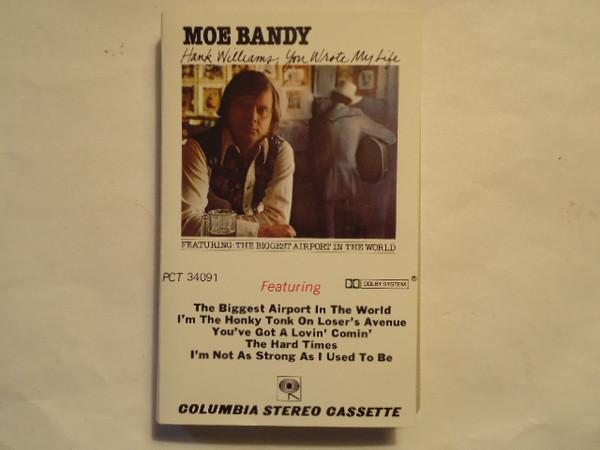 MOE BANDY
Hank Williams, You Wrote My Life
FEATURING: THE BIGGEST AIRPORT IN THE WORLD
PCT 34091
Featuring
DOLBY SYSTEM ®
The Biggest Airport In The World
I'm The Honky Tonk On Loser's Avenue
You've Got A Lovin' Comin'
The Hard Times
I'm Not As Strong As I Used To Be
COLUMBIA STEREO CASSETTE